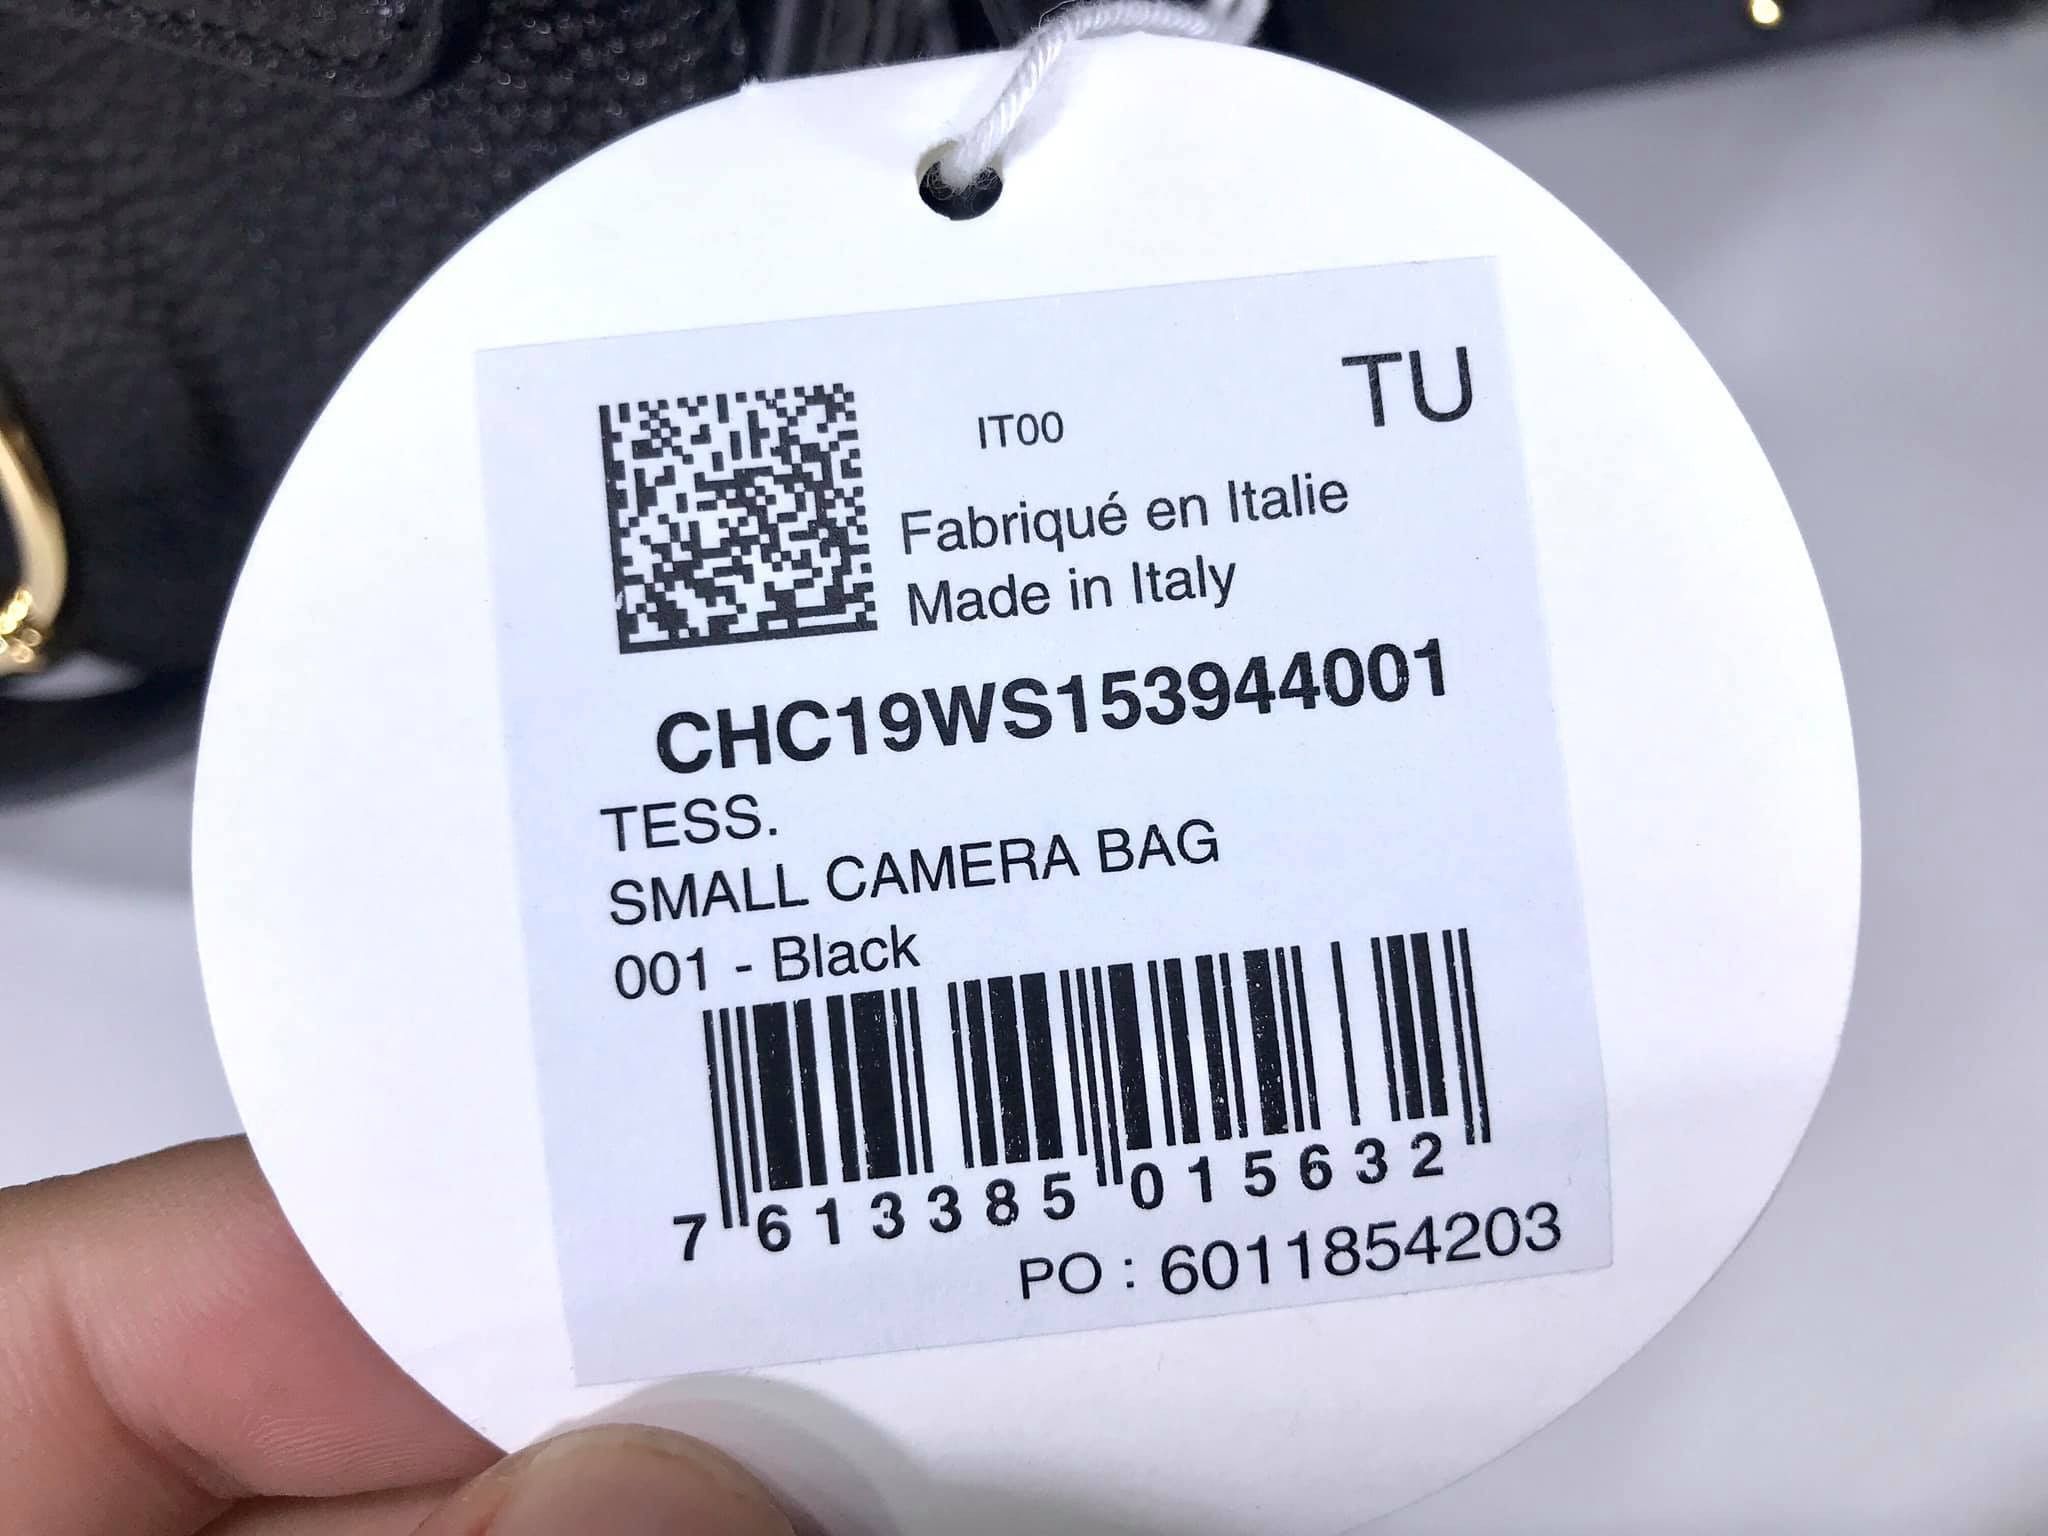 TU
IT00
Fabriqué en Italie
Made in Italy
CHC19WS153944001
TESS.
SMALL CAMERA BAG
001 - Black
7 613385 015632
PO : 6011854203